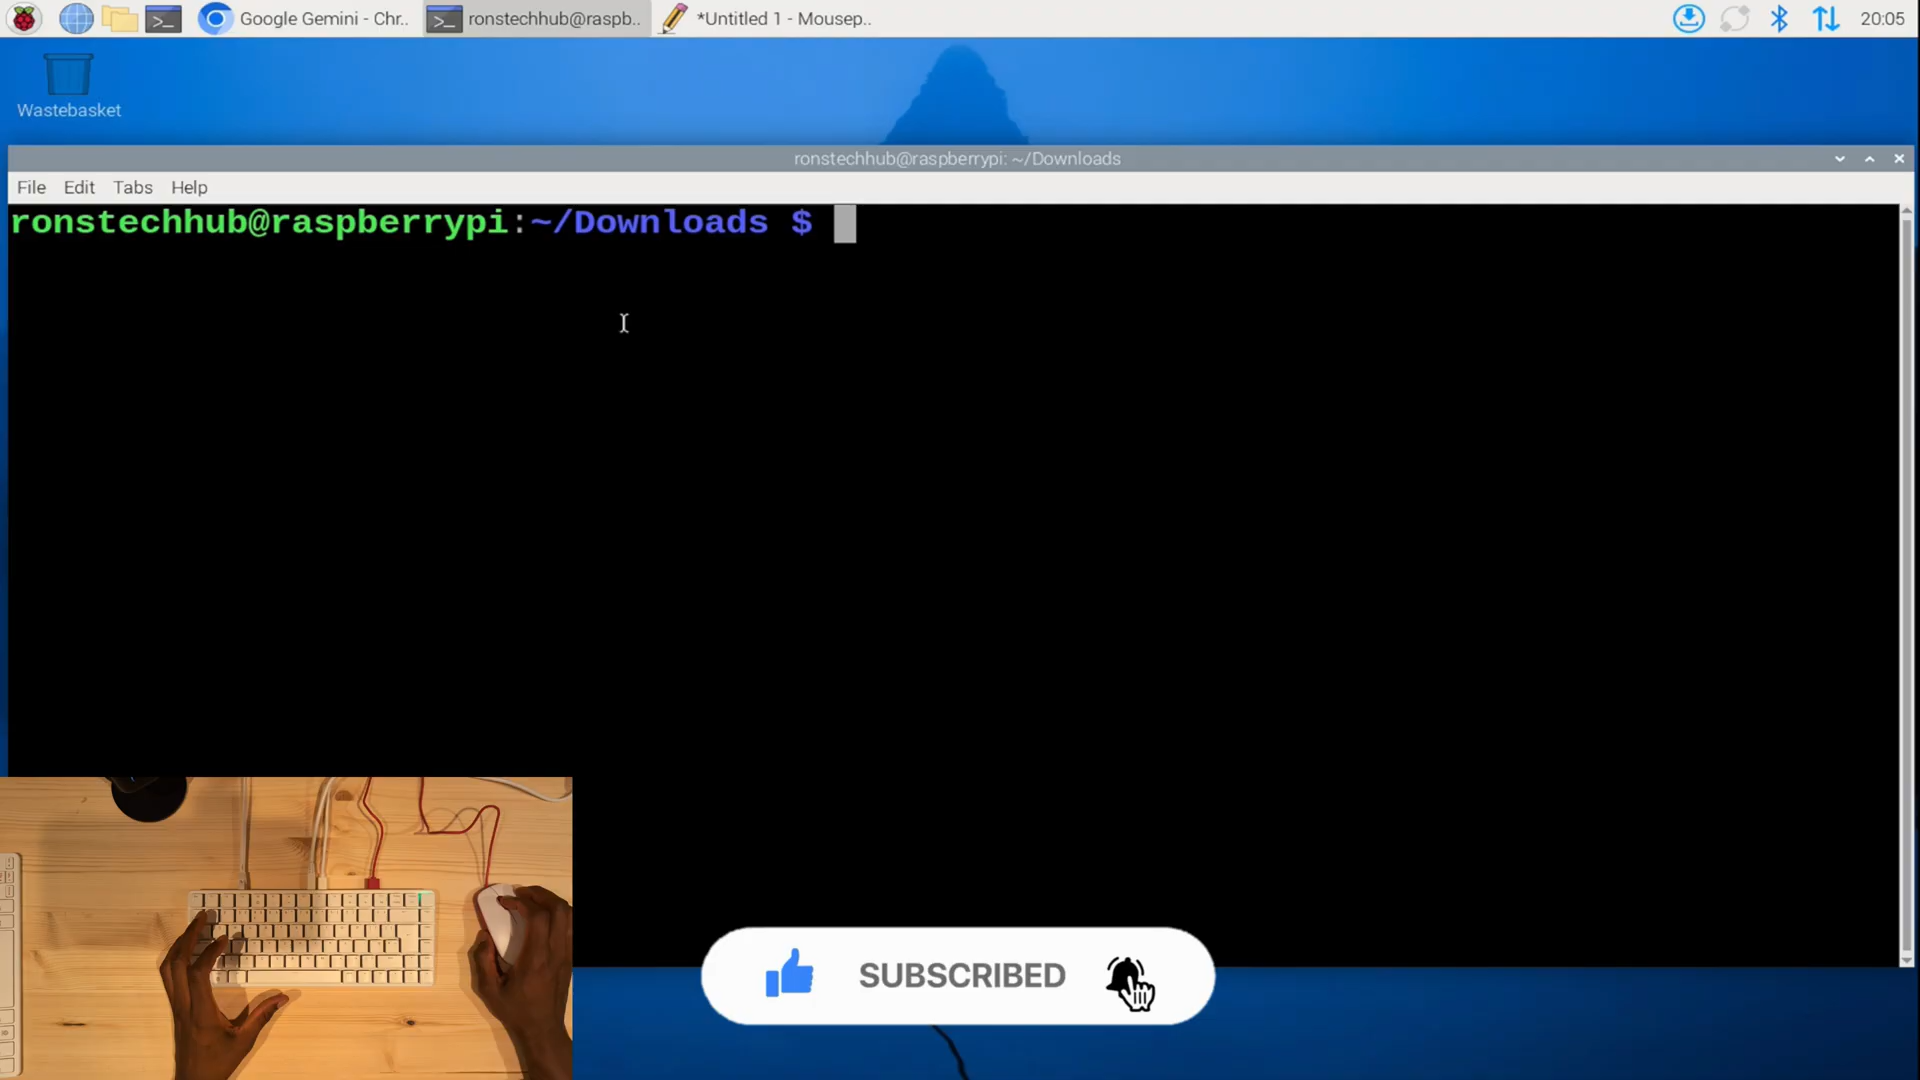 Google Gemini - Chr..
ronstechhub@raspb..
*Untitled 1 - Mousep..
20:05
Wastebasket
ronstechhub@raspberrypi: ~/Downloads
File Edit Tabs Help
ronstechhub@raspberrypi:~/Downloads $
SUBSCRIBED